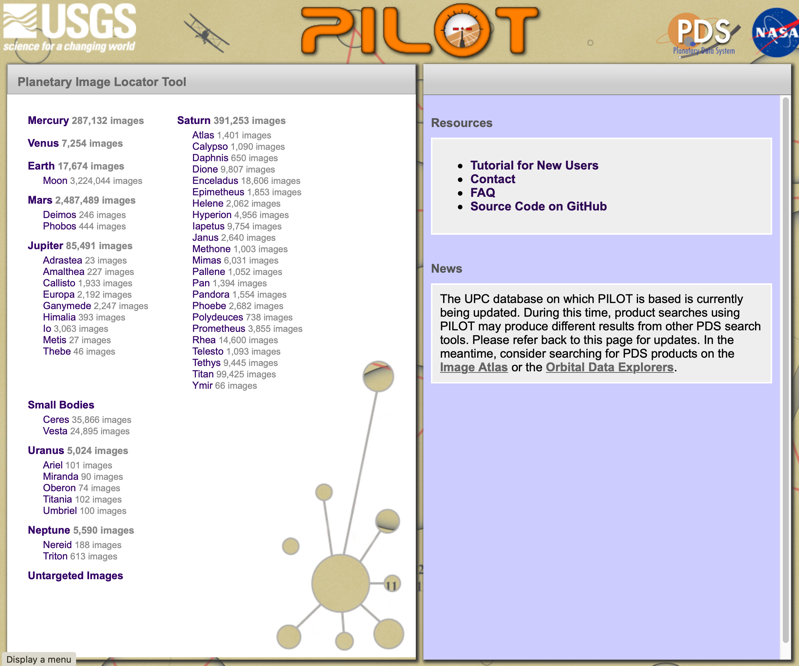 USGS
science for a changing world
PILOT
PDS
Planetary Data System
NASA
Planetary Image Locator Tool
Mercury 287,132 images
Venus 7,254 images
Earth 17,674 images
Moon 3,224,044 images
Mars 2,487,489 images
Deimos 246 images
Phobos 444 images
Jupiter 85,491 images
Adrastea 23 images
Amalthea 227 images
Callisto 1,933 images
Europa 2,192 images
Ganymede 2,247 images
Himalia 393 images
Io 3,063 images
Metis 27 images
Thebe 46 images
Small Bodies
Ceres 35,866 images
Vesta 24,895 images
Uranus 5,024 images
Ariel 101 images
Miranda 90 images
Oberon 74 images
Titania 102 images
Umbriel 100 images
Neptune 5,590 images
Nereid 188 images
Triton 613 images
Untargeted Images
Saturn 391,253 images
Atlas 1,401 images
Calypso 1,090 images
Daphnis 650 images
Dione 9,807 images
Enceladus 18,606 images
Epimetheus 1,853 images
Helene 2,062 images
Hyperion 4,956 images
Iapetus 9,754 images
Janus 2,640 images
Methone 1,003 images
Mimas 6,031 images
Pallene 1,052 images
Pan 1,394 images
Pandora 1,554 images
Phoebe 2,682 images
Polydeuces 738 images
Prometheus 3,855 images
Rhea 14,600 images
Telesto 1,093 images
Tethys 9,445 images
Titan 99,425 images
Ymir 66 images
11
Resources
Tutorial for New Users
Contact
FAQ
Source Code on GitHub
News
The UPC database on which PILOT is based is currently
being updated. During this time, product searches using
PILOT may produce different results from other PDS search
tools. Please refer back to this page for updates. In the
meantime, consider searching for PDS products on the
Image Atlas or the Orbital Data Explorers.
Display a menu